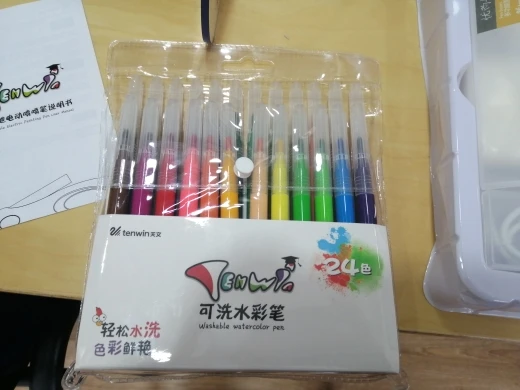 TENWIN
tenwin天文
TENWIN
24色
可洗水彩笔
Washable watercolor pen
轻松水洗
色彩鲜艳